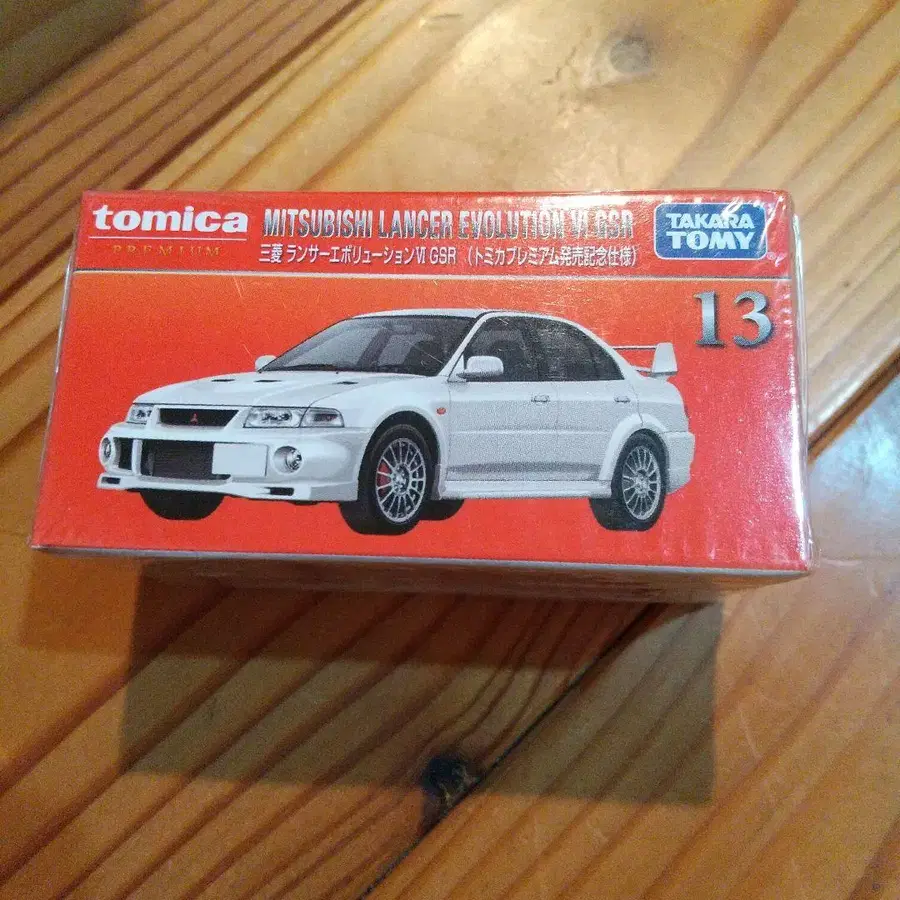 tomica
PREMIUM
MITSUBISHI LANCER EVOLUTION VI GSR
三菱 ランサーエボリューションⅥ GSR (トミカプレミアム発売記念仕様)
TAKARA
TOMY
13